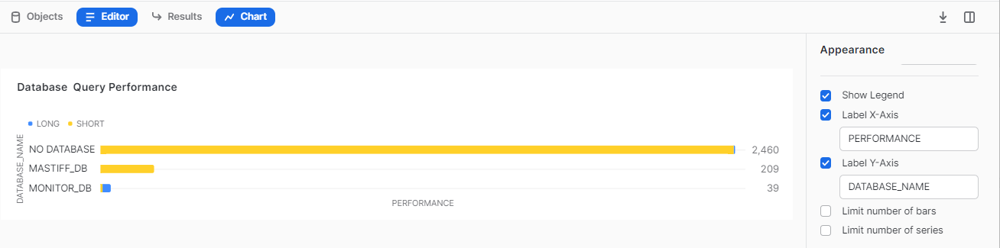 Objects Editor Results Chart
Appearance
Database Query Performance
Show Legend
LONG SHORT
Label X-Axis
PERFORMANCE
Label Y-Axis
DATABASE_NAME
Limit number of bars
Limit number of series
DATABASE_NAME
NO DATABASE 2,460
MASTIFF_DB 209
MONITOR_DB 39
PERFORMANCE